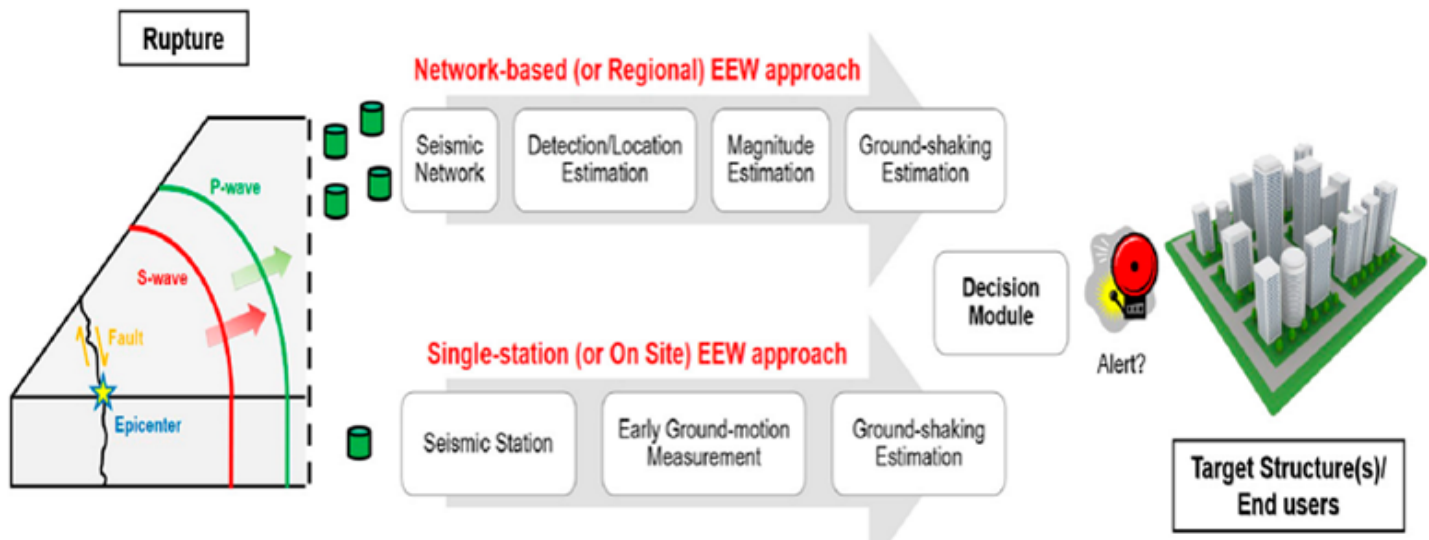 Rupture
P-wave
S-wave
Fault
Epicenter
Network-based (or Regional) EEW approach
Seismic
Network
Detection/Location
Estimation
Magnitude
Estimation
Ground-shaking
Estimation
Single-station (or On Site) EEW approach
Seismic Station
Early Ground-motion
Measurement
Ground-shaking
Estimation
Decision
Module
Alert?
Target Structure(s)/
End users